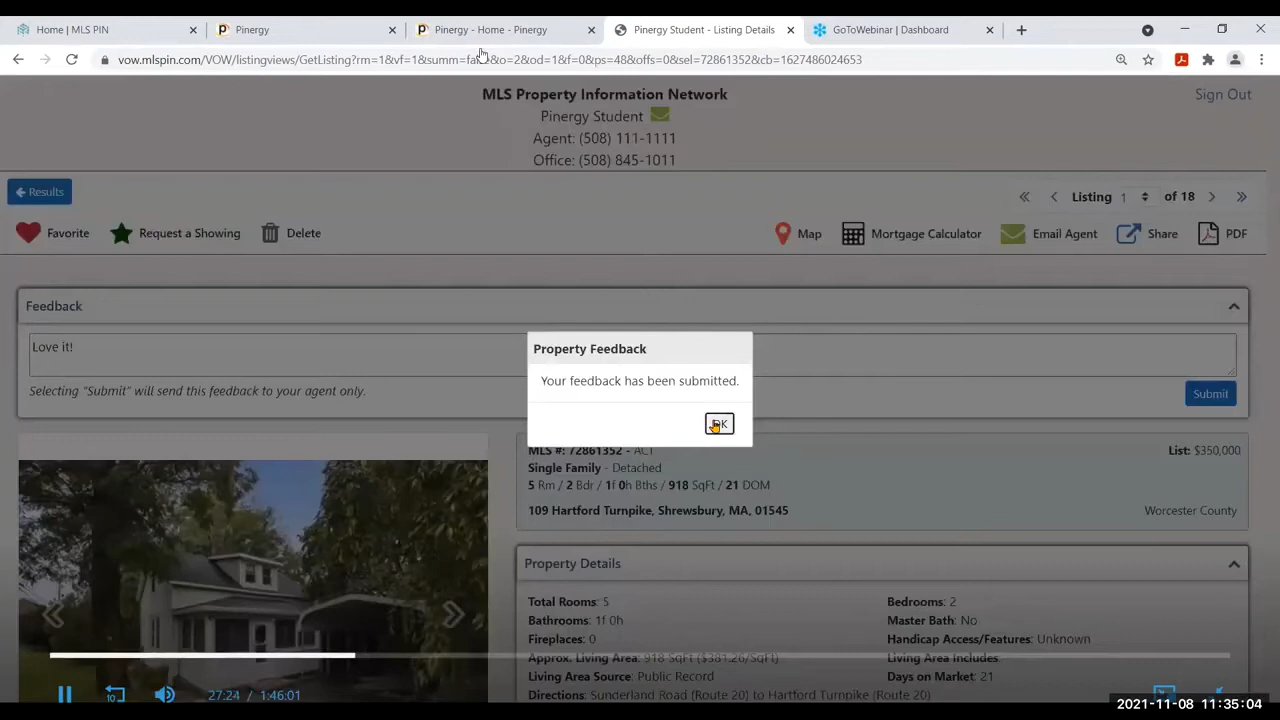 Home | MLS PIN
Pinergy
Pinergy - Home - Pinergy
Pinergy Student - Listing Details
GoToWebinar | Dashboard
vow.mlspin.com/VOW/listingviews/GetListing?rm=1&vf=1&summ=fa &o=2&od=1&f=0&ps=48&offs=0&sel=72861352&cb=1627486024653
MLS Property Information Network
Sign Out
Pinergy Student
Agent: (508) 111-1111
Office: (508) 845-1011
Results
Listing 1 of 18
Favorite Request a Showing Delete Map Mortgage Calculator Email Agent Share PDF
Feedback
Love it!
Selecting "Submit" will send this feedback to your agent only.
Submit
Property Feedback
Your feedback has been submitted.
OK
MLS #: 72861352 - ACT
List: $350,000
Single Family - Detached
5 Rm / 2 Bdr / 1f 0h Bths / 918 SqFt / 21 DOM
109 Hartford Turnpike, Shrewsbury, MA, 01545
Worcester County
Property Details
Total Rooms: 5
Bedrooms: 2
Bathrooms: 1f 0h
Master Bath: No
Fireplaces: 0
Handicap Access/Features: Unknown
Approx. Living Area: 918 SqFt ($381.26/SqFt)
Living Area Includes:
Living Area Source: Public Record
Days on Market: 21
Directions: Sunderland Road (Route 20) to Hartford Turnpike (Route 20)
10
27:24 / 1:46:01
2021-11-08 11:35:04